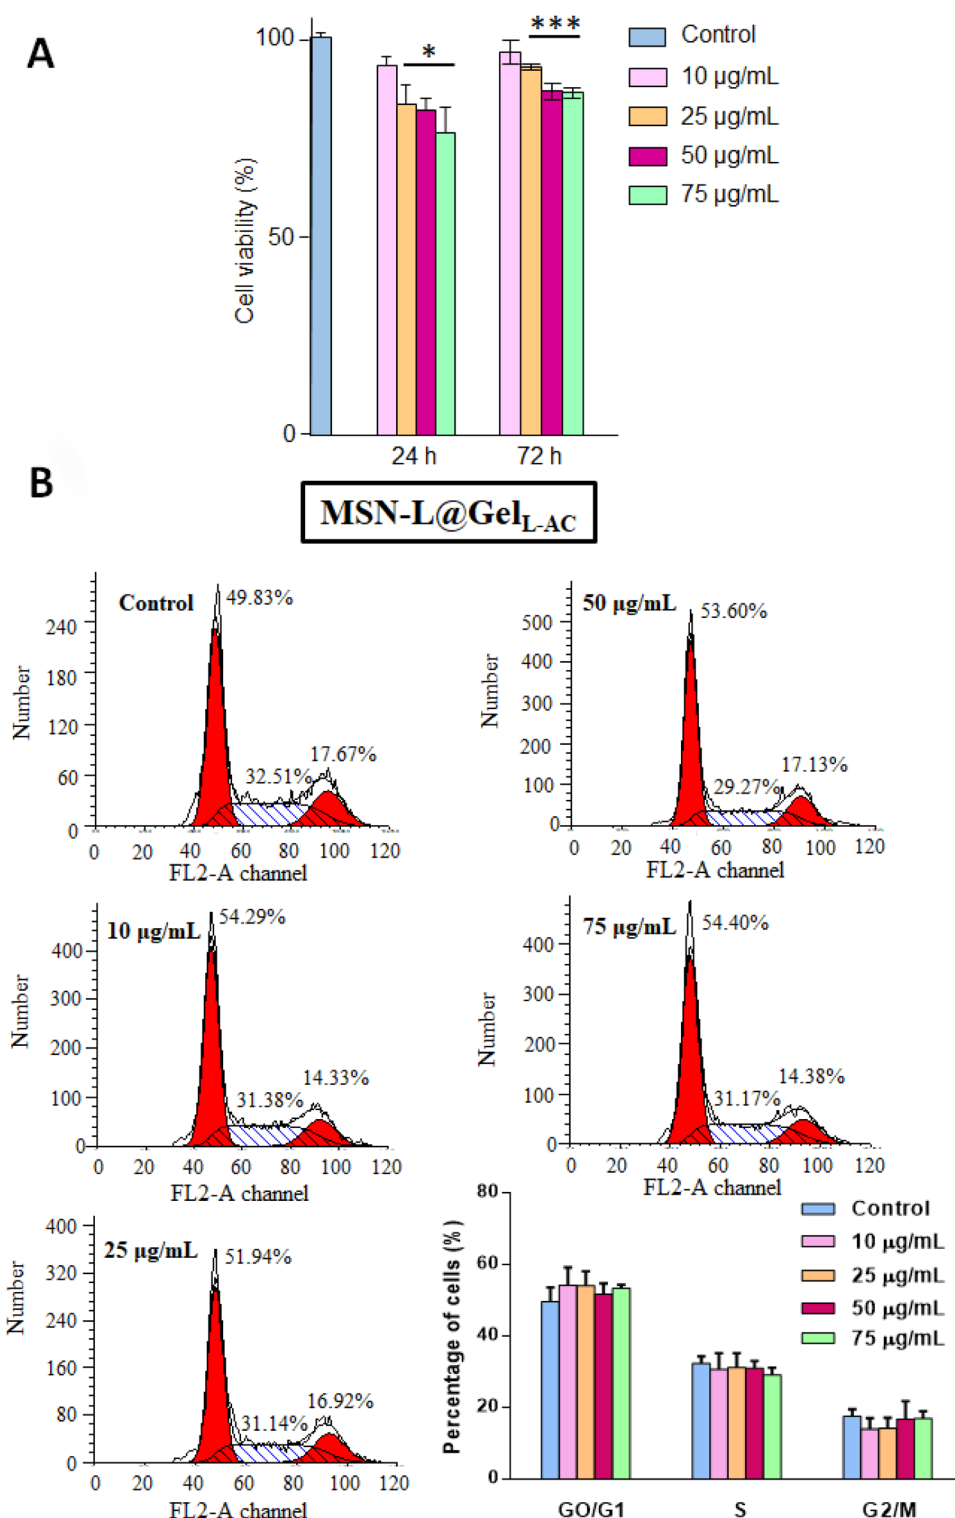 A
100
50
0
Cell viability (%)
*
***
24 h
72 h
Control
10 µg/mL
25 µg/mL
50 µg/mL
75 µg/mL
B
MSN-L@GelL-AC
Control
49.83%
32.51%
17.67%
Number
240
180
120
60
0
0 20 40 60 80 100 120
FL2-A channel
50 µg/mL
53.60%
29.27%
17.13%
Number
500
400
300
200
100
0
0 20 40 60 80 100 120
FL2-A channel
10 µg/mL
54.29%
31.38%
14.33%
Number
400
300
200
100
0
0 20 40 60 80 100 120
FL2-A channel
75 µg/mL
54.40%
31.17%
14.38%
Number
400
300
200
100
0
0 20 40 60 80 100 120
FL2-A channel
25 µg/mL
51.94%
31.14%
16.92%
Number
400
320
240
160
80
0
0 20 40 60 80 100 120
FL2-A channel
Percentage of cells (%)
80
60
40
20
0
GO/G1
S
G2/M
Control
10 µg/mL
25 µg/mL
50 µg/mL
75 µg/mL